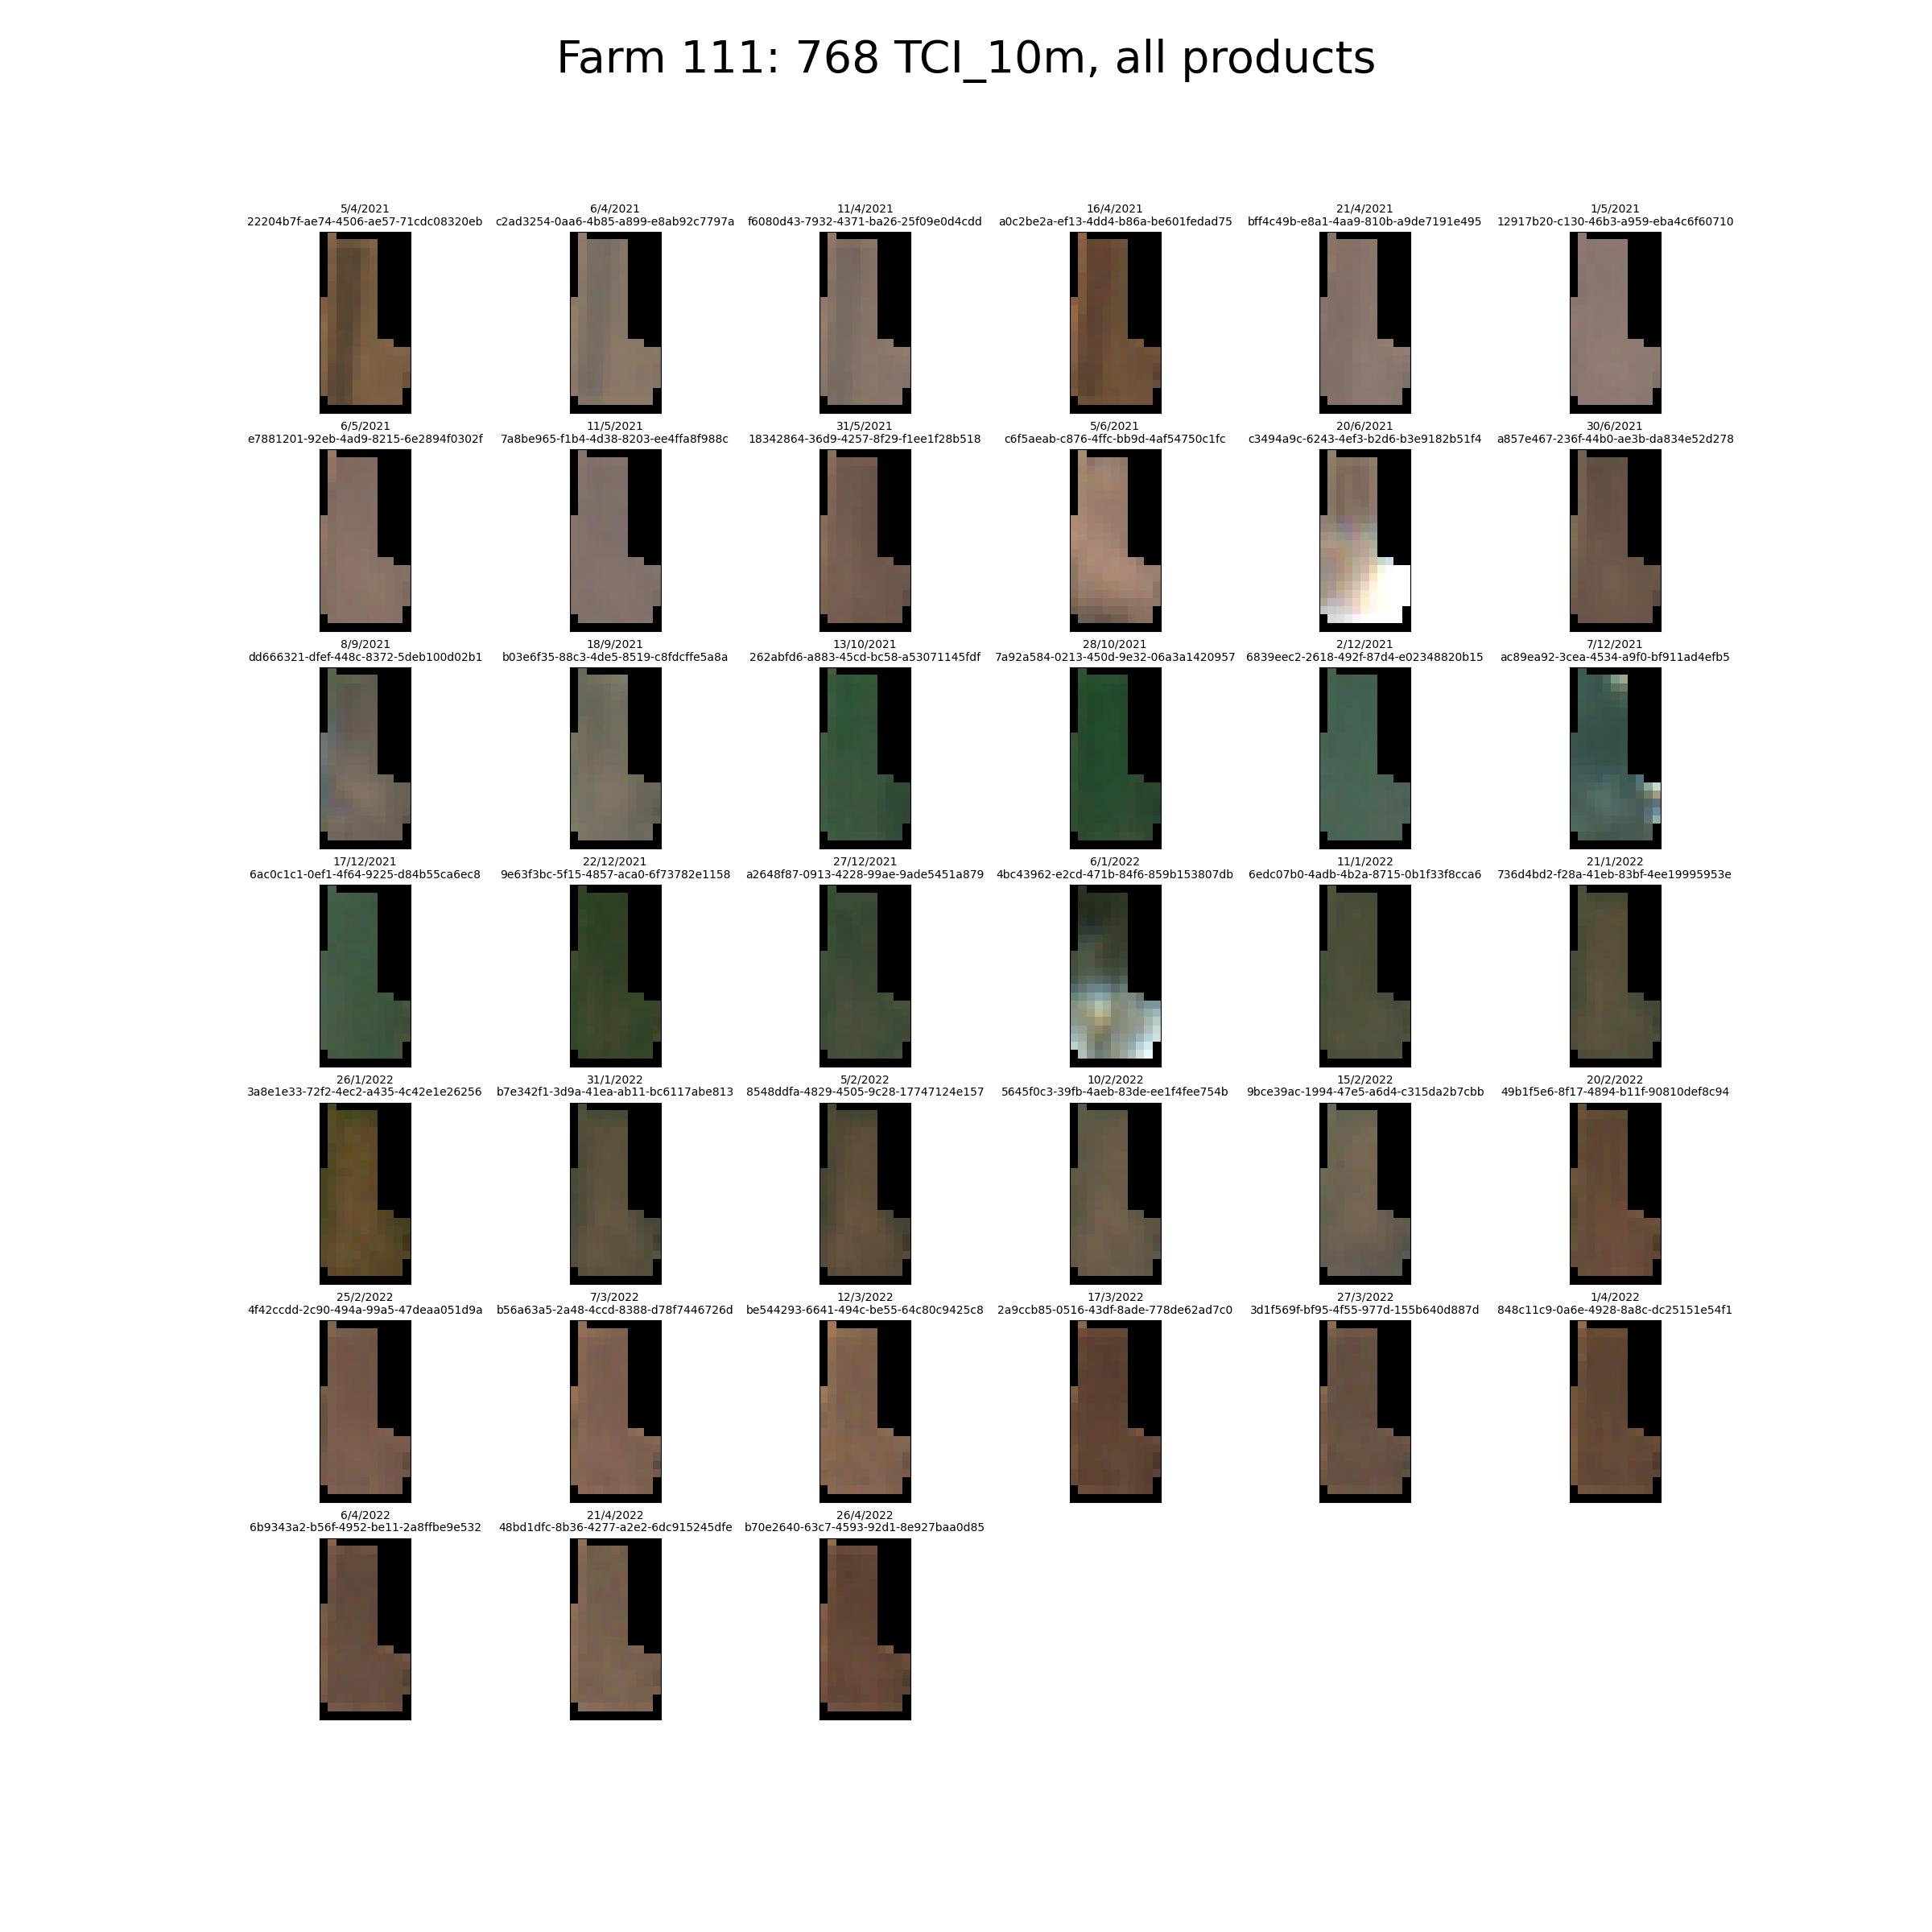 Farm 111: 768 TCI_10m, all products
5/4/2021
22204b7f-ae74-4506-ae57-71cdc08320eb
6/4/2021
c2ad3254-0aa6-4b85-a899-e8ab92c7797a
11/4/2021
f6080d43-7932-4371-ba26-25f09e0d4cdd
16/4/2021
a0c2be2a-ef13-4dd4-b86a-be601fedad75
21/4/2021
bff4c49b-e8a1-4aa9-810b-a9de7191e495
1/5/2021
12917b20-c130-46b3-a959-eba4c6f60710
6/5/2021
e7881201-92eb-4ad9-8215-6e2894f0302f
11/5/2021
7a8be965-f1b4-4d38-8203-ee4ffa8f988c
31/5/2021
18342864-36d9-4257-8f29-f1ee1f28b518
5/6/2021
c6f5aeab-c876-4ffc-bb9d-4af54750c1fc
20/6/2021
c3494a9c-6243-4ef3-b2d6-b3e9182b51f4
30/6/2021
a857e467-236f-44b0-ae3b-da834e52d278
8/9/2021
dd666321-dfef-448c-8372-5deb100d02b1
18/9/2021
b03e6f35-88c3-4de5-8519-c8fdcffe5a8a
13/10/2021
262abfd6-a883-45cd-bc58-a53071145fdf
28/10/2021
7a92a584-0213-450d-9e32-06a3a1420957
2/12/2021
6839eec2-2618-492f-87d4-e02348820b15
7/12/2021
ac89ea92-3cea-4534-a9f0-bf911ad4efb5
17/12/2021
6ac0c1c1-0ef1-4f64-9225-d84b55ca6ec8
22/12/2021
9e63f3bc-5f15-4857-aca0-6f73782e1158
27/12/2021
a2648f87-0913-4228-99ae-9ade5451a879
6/1/2022
4bc43962-e2cd-471b-84f6-859b153807db
11/1/2022
6edc07b0-4adb-4b2a-8715-0b1f33f8cca6
21/1/2022
736d4bd2-f28a-41eb-83bf-4ee19995953e
26/1/2022
3a8e1e33-72f2-4ec2-a435-4c42e1e26256
31/1/2022
b7e342f1-3d9a-41ea-ab11-bc6117abe813
5/2/2022
8548ddfa-4829-4505-9c28-17747124e157
10/2/2022
5645f0c3-39fb-4aeb-83de-ee1f4fee754b
15/2/2022
9bce39ac-1994-47e5-a6d4-c315da2b7cbb
20/2/2022
49b1f5e6-8f17-4894-b11f-90810def8c94
25/2/2022
4f42ccdd-2c90-494a-99a5-47deaa051d9a
7/3/2022
b56a63a5-2a48-4ccd-8388-d78f7446726d
12/3/2022
be544293-6641-494c-be55-64c80c9425c8
17/3/2022
2a9ccb85-0516-43df-8ade-778de62ad7c0
27/3/2022
3d1f569f-bf95-4f55-977d-155b640d887d
1/4/2022
848c11c9-0a6e-4928-8a8c-dc25151e54f1
6/4/2022
6b9343a2-b56f-4952-be11-2a8ffbe9e532
21/4/2022
48bd1dfc-8b36-4277-a2e2-6dc915245dfe
26/4/2022
b70e2640-63c7-4593-92d1-8e927baa0d85